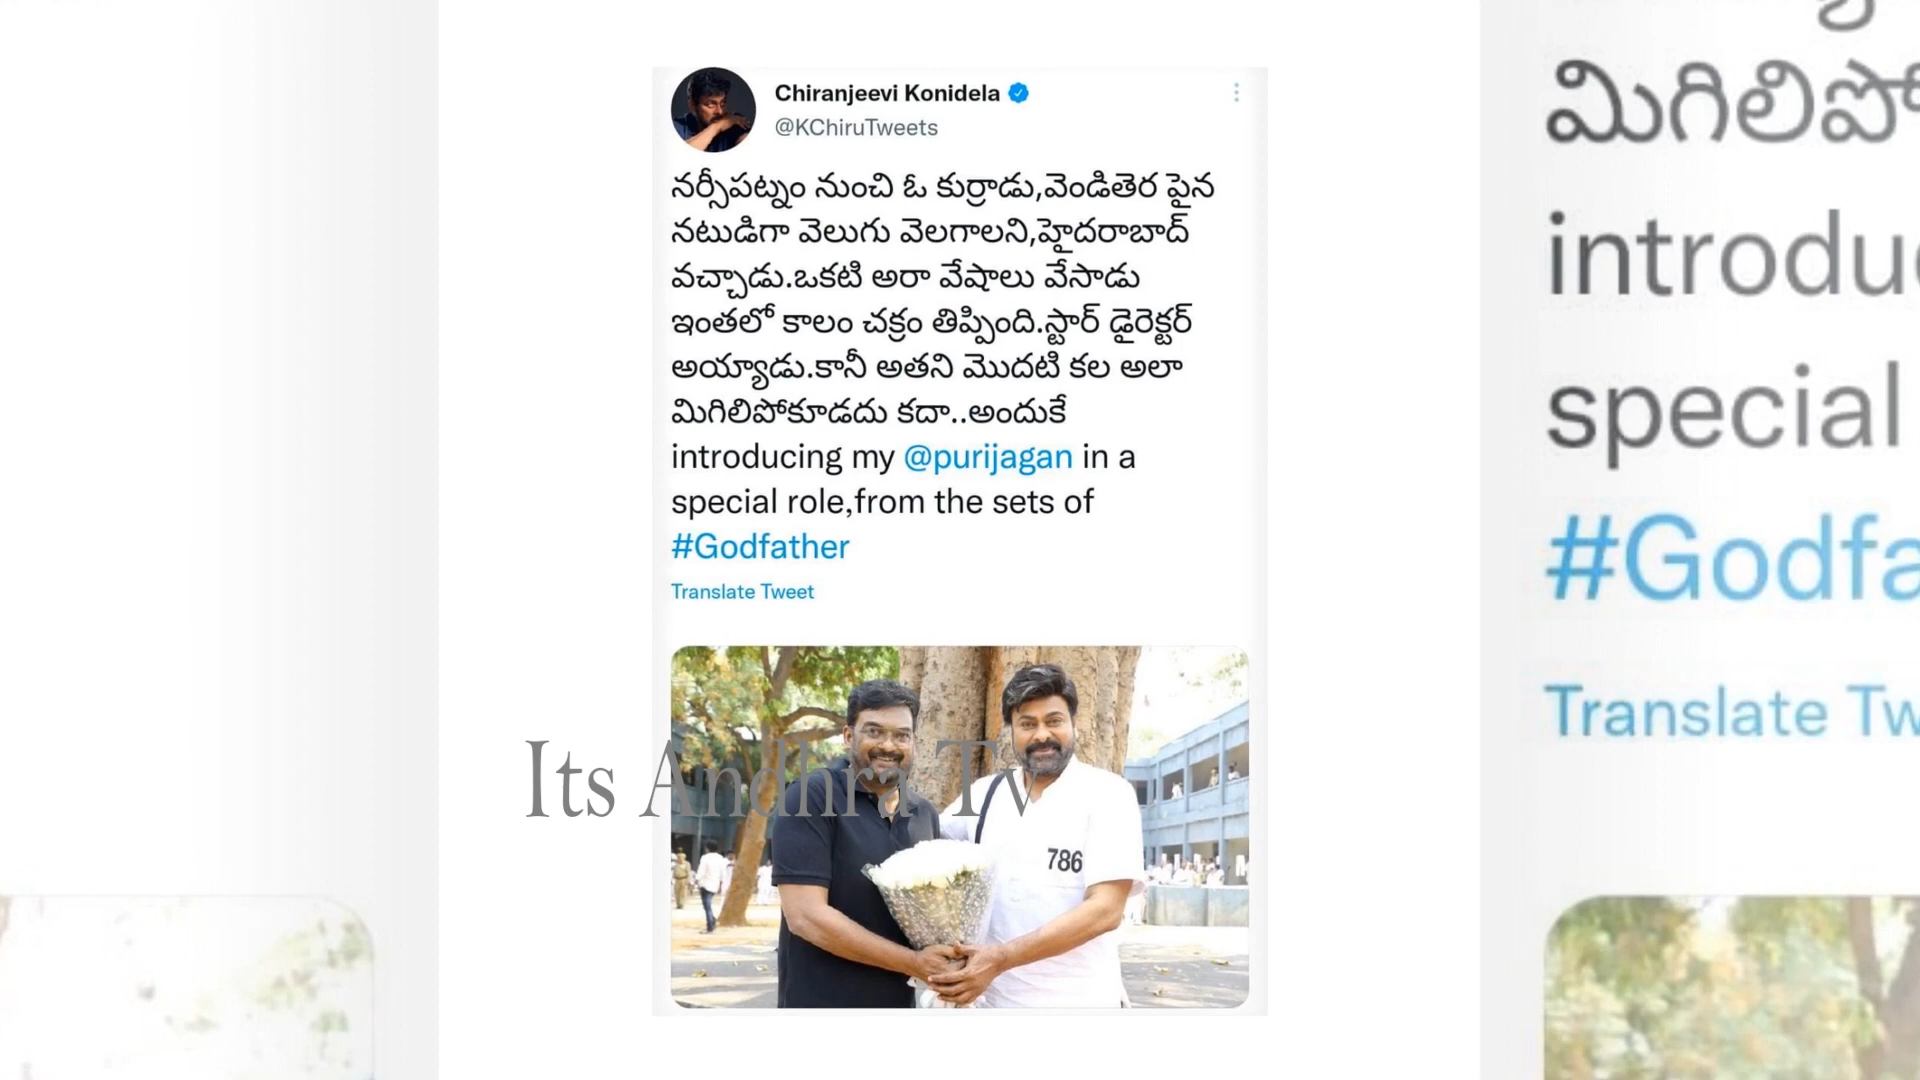 Chiranjeevi Konidela
@KChiruTweets
నర్సీపట్నం నుంచి ఓ కుర్రాడు,వెండితెర పైన
నటుడిగా వెలుగు వెలగాలని,హైదరాబాద్
వచ్చాడు.ఒకటి అరా వేషాలు వేసాడు
ఇంతలో కాలం చక్రం తిప్పింది.స్టార్ డైరెక్టర్
అయ్యాడు.కానీ అతని మొదటి కల అలా
మిగిలిపోకూడదు కదా..అందుకే
introducing my @purijagan in a
special role,from the sets of
#Godfather
Translate Tweet
Its Andhra Tv
786
మిగిలిపో
introdu
special
#Godfa
Translate Tw